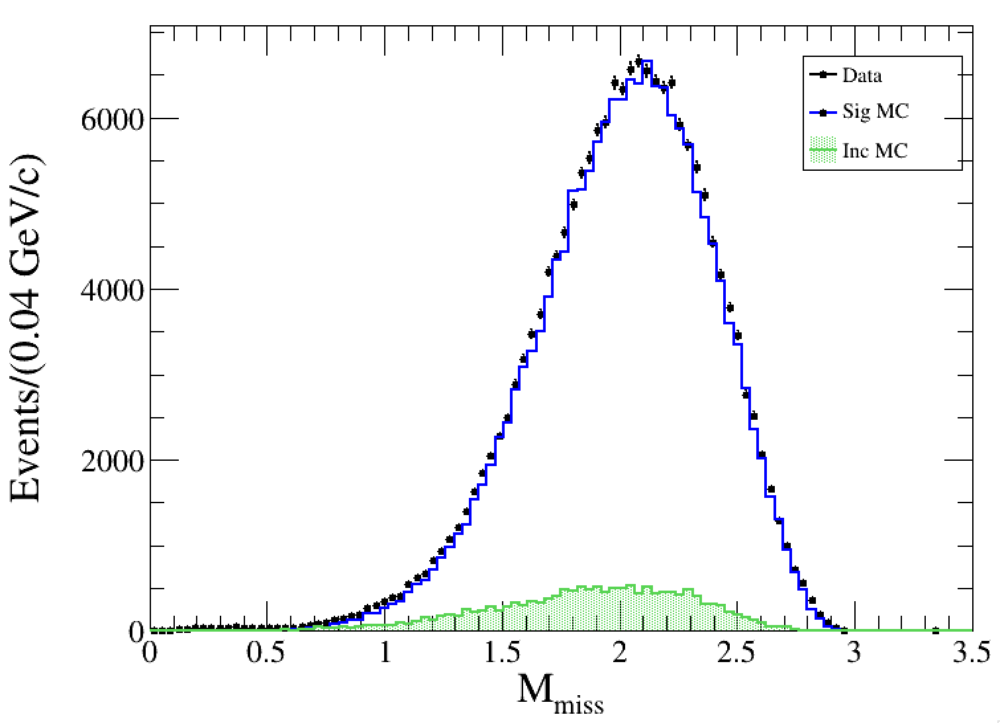 Events/(0.04 GeV/c)
6000
4000
2000
0
Data
Sig MC
Inc MC
0 0.5 1 1.5 2 2.5 3 3.5
M_miss